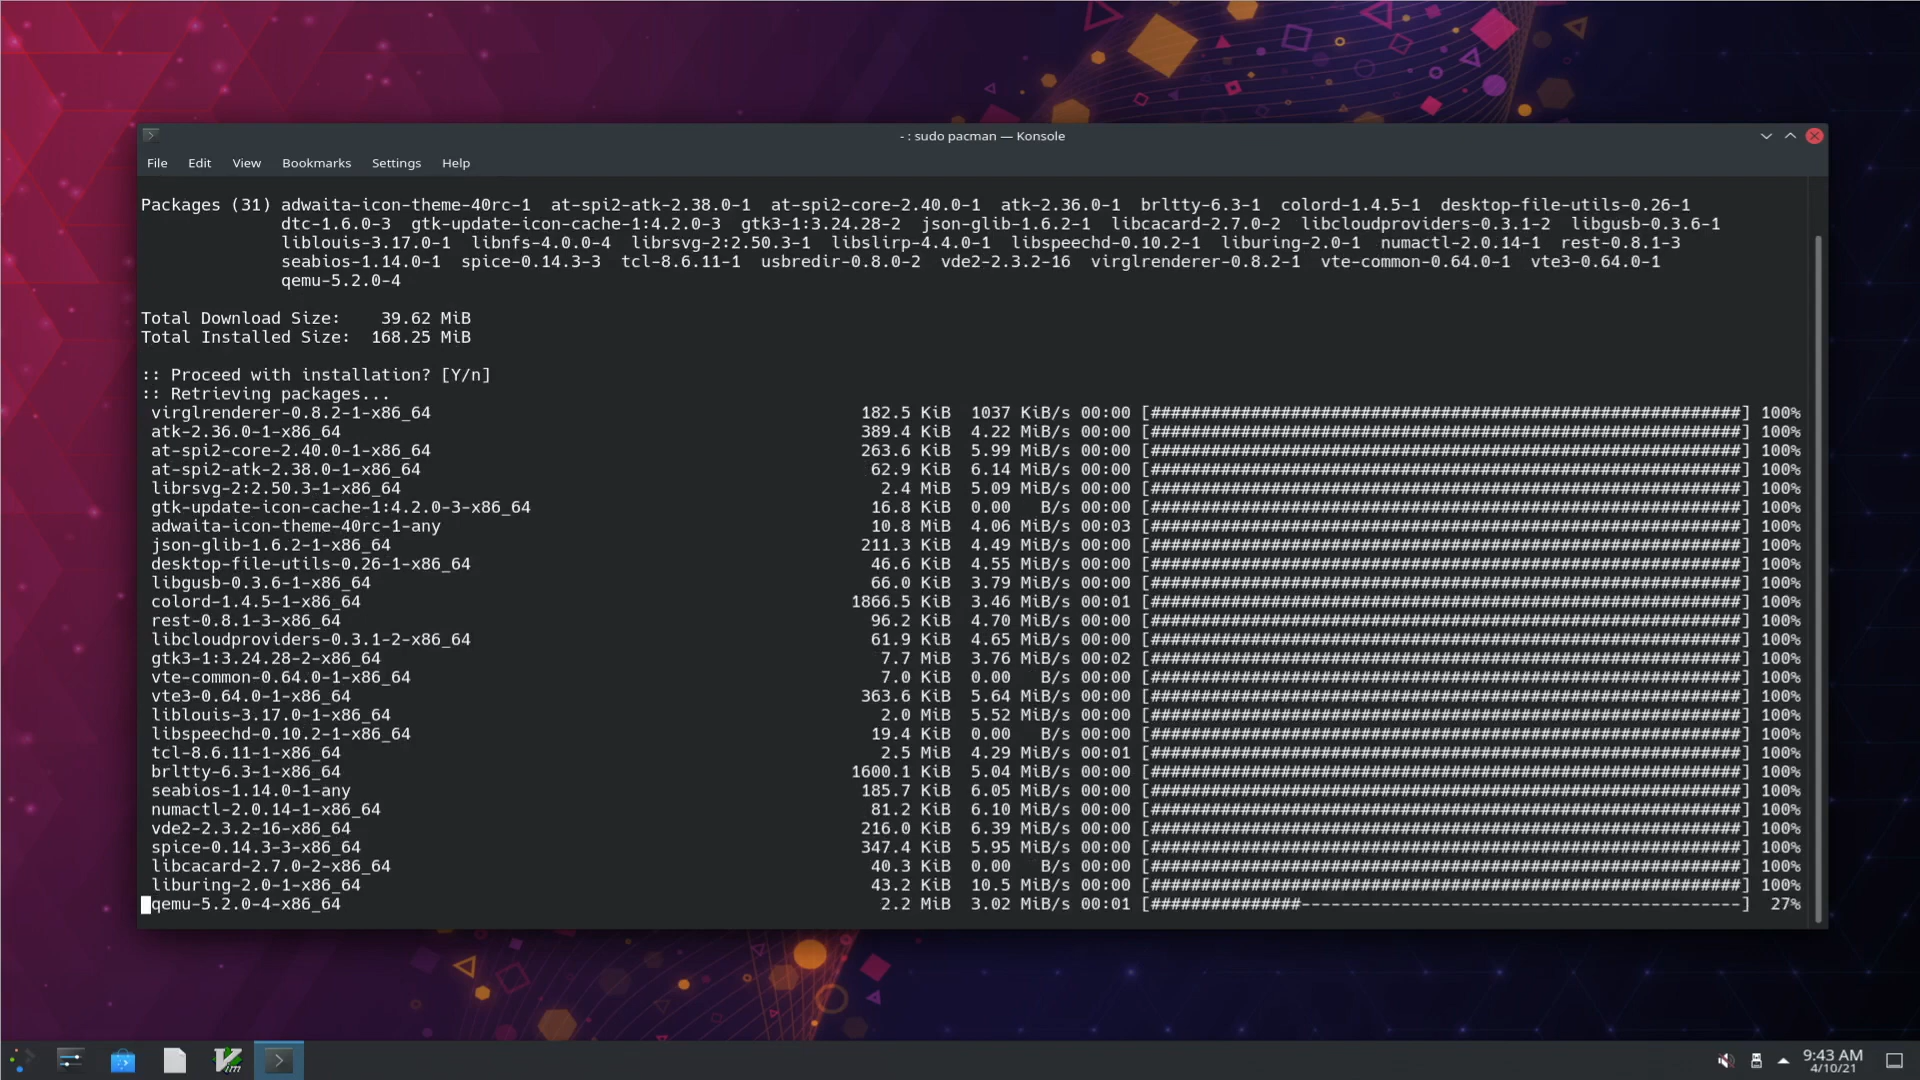 - : sudo pacman — Konsole
File Edit View Bookmarks Settings Help
Packages (31) adwaita-icon-theme-40rc-1 at-spi2-atk-2.38.0-1 at-spi2-core-2.40.0-1 atk-2.36.0-1 brltty-6.3-1 colord-1.4.5-1 desktop-file-utils-0.26-1
dtc-1.6.0-3 gtk-update-icon-cache-1:4.2.0-3 gtk3-1:3.24.28-2 json-glib-1.6.2-1 libcacard-2.7.0-2 libcloudproviders-0.3.1-2 libgusb-0.3.6-1
liblouis-3.17.0-1 libnfs-4.0.0-4 librsvg-2:2.50.3-1 libslirp-4.4.0-1 libspeechd-0.10.2-1 liburing-2.0-1 numactl-2.0.14-1 rest-0.8.1-3
seabios-1.14.0-1 spice-0.14.3-3 tcl-8.6.11-1 usbredir-0.8.0-2 vde2-2.3.2-16 virglrenderer-0.8.2-1 vte-common-0.64.0-1 vte3-0.64.0-1
qemu-5.2.0-4
Total Download Size: 39.62 MiB
Total Installed Size: 168.25 MiB
:: Proceed with installation? [Y/n]
:: Retrieving packages...
virglrenderer-0.8.2-1-x86_64 182.5 KiB 1037 KiB/s 00:00 [###########################################################] 100%
atk-2.36.0-1-x86_64 389.4 KiB 4.22 MiB/s 00:00 [###########################################################] 100%
at-spi2-core-2.40.0-1-x86_64 263.6 KiB 5.99 MiB/s 00:00 [###########################################################] 100%
at-spi2-atk-2.38.0-1-x86_64 62.9 KiB 6.14 MiB/s 00:00 [###########################################################] 100%
librsvg-2:2.50.3-1-x86_64 2.4 MiB 5.09 MiB/s 00:00 [###########################################################] 100%
gtk-update-icon-cache-1:4.2.0-3-x86_64 16.8 KiB 0.00 B/s 00:00 [###########################################################] 100%
adwaita-icon-theme-40rc-1-any 10.8 MiB 4.06 MiB/s 00:03 [###########################################################] 100%
json-glib-1.6.2-1-x86_64 211.3 KiB 4.49 MiB/s 00:00 [###########################################################] 100%
desktop-file-utils-0.26-1-x86_64 46.6 KiB 4.55 MiB/s 00:00 [###########################################################] 100%
libgusb-0.3.6-1-x86_64 66.0 KiB 3.79 MiB/s 00:00 [###########################################################] 100%
colord-1.4.5-1-x86_64 1866.5 KiB 3.46 MiB/s 00:01 [###########################################################] 100%
rest-0.8.1-3-x86_64 96.2 KiB 4.70 MiB/s 00:00 [###########################################################] 100%
libcloudproviders-0.3.1-2-x86_64 61.9 KiB 4.65 MiB/s 00:00 [###########################################################] 100%
gtk3-1:3.24.28-2-x86_64 7.7 MiB 3.76 MiB/s 00:02 [###########################################################] 100%
vte-common-0.64.0-1-x86_64 7.0 KiB 0.00 B/s 00:00 [###########################################################] 100%
vte3-0.64.0-1-x86_64 363.6 KiB 5.64 MiB/s 00:00 [###########################################################] 100%
liblouis-3.17.0-1-x86_64 2.0 MiB 5.52 MiB/s 00:00 [###########################################################] 100%
libspeechd-0.10.2-1-x86_64 19.4 KiB 0.00 B/s 00:00 [###########################################################] 100%
tcl-8.6.11-1-x86_64 2.5 MiB 4.29 MiB/s 00:01 [###########################################################] 100%
brltty-6.3-1-x86_64 1600.1 KiB 5.04 MiB/s 00:00 [###########################################################] 100%
seabios-1.14.0-1-any 185.7 KiB 6.05 MiB/s 00:00 [###########################################################] 100%
numactl-2.0.14-1-x86_64 81.2 KiB 6.10 MiB/s 00:00 [###########################################################] 100%
vde2-2.3.2-16-x86_64 216.0 KiB 6.39 MiB/s 00:00 [###########################################################] 100%
spice-0.14.3-3-x86_64 347.4 KiB 5.95 MiB/s 00:00 [###########################################################] 100%
libcacard-2.7.0-2-x86_64 40.3 KiB 0.00 B/s 00:00 [###########################################################] 100%
liburing-2.0-1-x86_64 43.2 KiB 10.5 MiB/s 00:00 [###########################################################] 100%
qemu-5.2.0-4-x86_64 2.2 MiB 3.02 MiB/s 00:01 [###############--------------------------------------------] 27%
9:43 AM
4/10/21